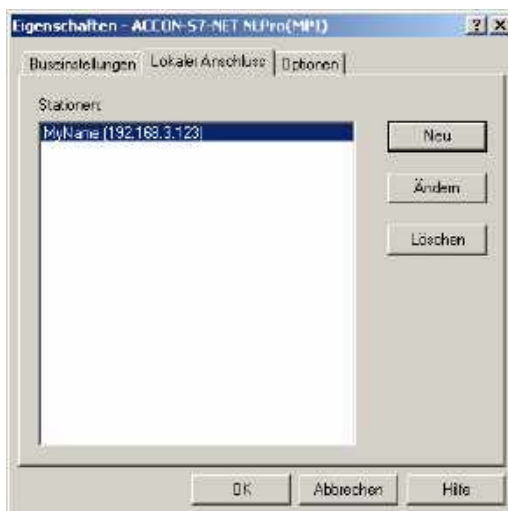 Eigenschaften - ACCON-S7-NET NLPro(MPI)
Buseinstellungen
Lokaler Anschluss
Optionen
Stationen:
MyName (192.168.3.123)
Neu
Ändern
Löschen
OK
Abbrechen
Hilfe